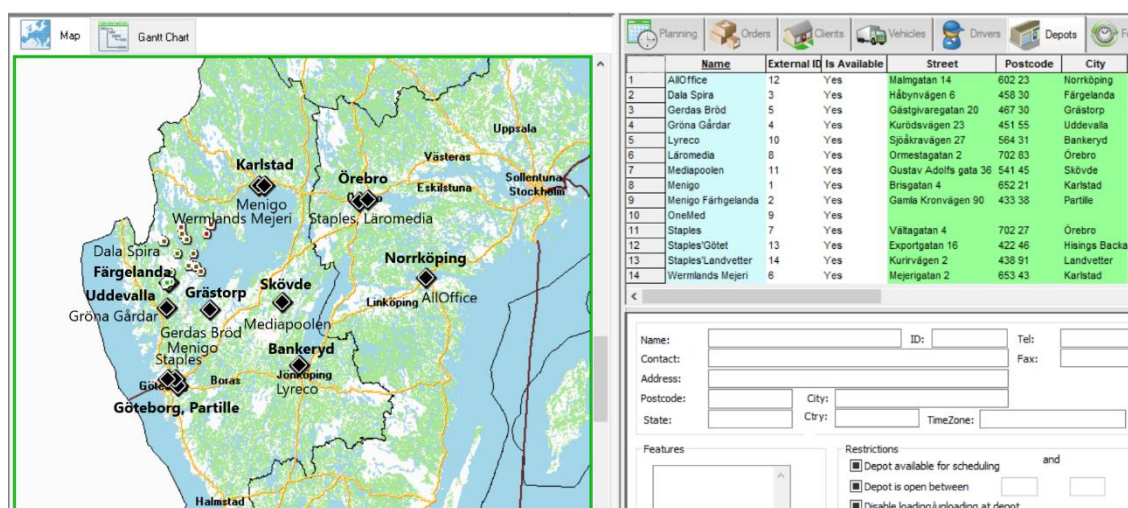 Map
Gantt Chart
Uppsala
Västerås
Karlstad
Örebro
Eskilstuna
Sollentuna
Stockholm
Menigo
Wermlands Mejeri
Staples, Läromedia
Dala Spira
Färgelanda
Norrköping
Uddevalla
Grästorp
Skövde
Linköping
AllOffice
Gröna Gårdar
Gerdas Bröd
Mediapoolen
Menigo
Staples
Bankeryd
Boras
Jönköping
Lyreco
Göteborg, Partille
Halmstad
Planning Orders Clients Vehicles Drivers Depots
Name External ID Is Available Street Postcode City
1 AllOffice 12 Yes Malmgatan 14 602 23 Norrköping
2 Dala Spira 3 Yes Håbynvägen 6 458 30 Färgelanda
3 Gerdas Bröd 5 Yes Gästgivaregatan 20 467 30 Grästorp
4 Gröna Gårdar 4 Yes Kurödsvägen 23 451 55 Uddevalla
5 Lyreco 10 Yes Sjöåkravägen 27 564 31 Bankeryd
6 Läromedia 8 Yes Ormestagatan 2 702 83 Örebro
7 Mediapoolen 11 Yes Gustav Adolfs gata 36 541 45 Skövde
8 Menigo 1 Yes Brisgatan 4 652 21 Karlstad
9 Menigo Färhgelanda 2 Yes Gamla Kronvägen 90 433 38 Partille
10 OneMed 9 Yes
11 Staples 7 Yes Vältagatan 4 702 27 Örebro
12 Staples'Götet 13 Yes Exportgatan 16 422 46 Hisings Backa
13 Staples'Landvetter 14 Yes Kurirvägen 2 438 91 Landvetter
14 Wermlands Mejeri 6 Yes Mejerigatan 2 653 43 Karlstad
Name: ID: Tel:
Contact: Fax:
Address:
Postcode: City:
State: Ctry: TimeZone:
Features
Restrictions
Depot available for scheduling and
Depot is open between
Disable loading/unloading at depot